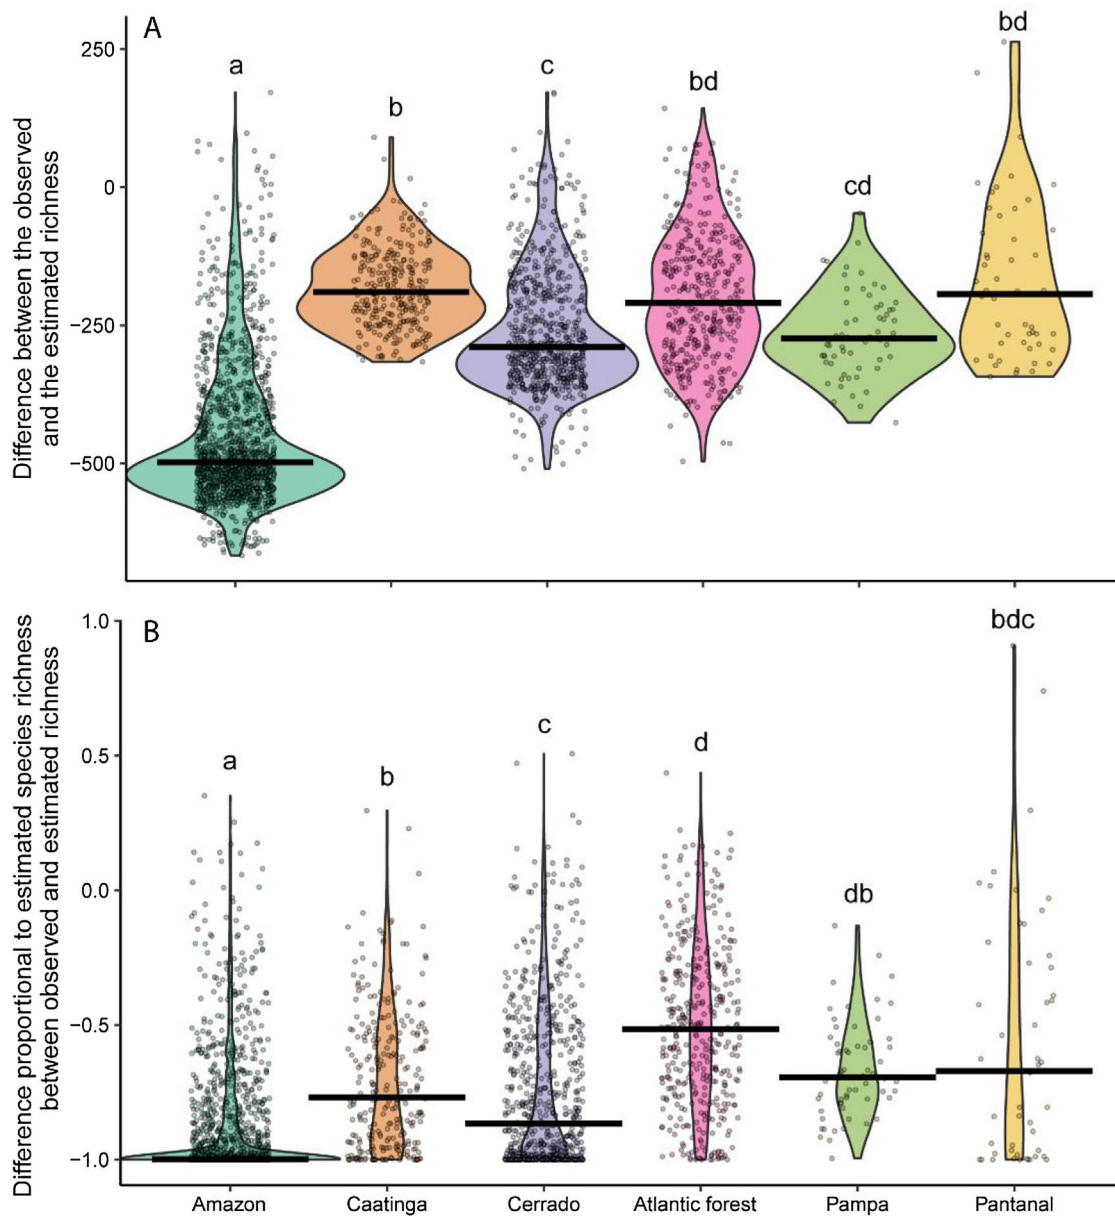 A
Difference between the observed
and the estimated richness
250
0
−250
−500
a
b
c
bd
cd
bd
B
Difference proportional to estimated species richness
between observed and estimated richness
1.0
0.5
0.0
−0.5
−1.0
a
b
c
d
db
bdc
Amazon
Caatinga
Cerrado
Atlantic forest
Pampa
Pantanal